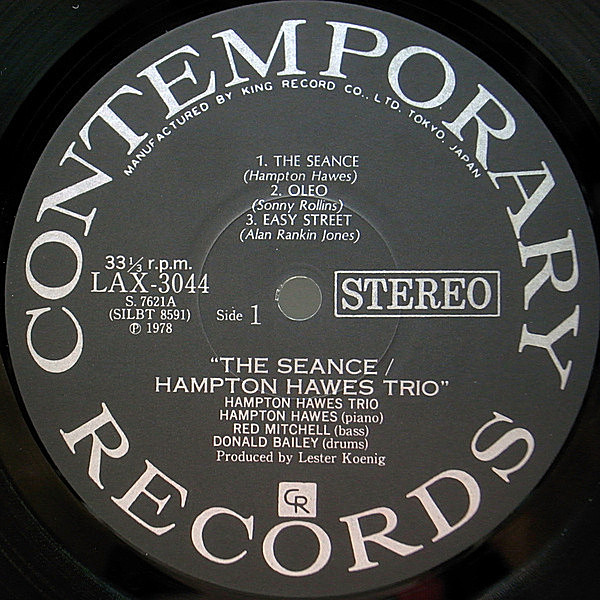 CONTEMPORARY
MANUFACTURED BY KING RECORD CO., LTD. TOKYO. JAPAN
1. THE SEANCE
(Hampton Hawes)
2. OLEO
(Sonny Rollins)
3. EASY STREET
(Alan Rankin Jones)
33⅓ r.p.m.
LAX-3044
S. 7621A
(SILBT 8591)
℗ 1978
Side 1
STEREO
“THE SEANCE /
HAMPTON HAWES TRIO”
HAMPTON HAWES TRIO
HAMPTON HAWES (piano)
RED MITCHELL (bass)
DONALD BAILEY (drums)
Produced by Lester Koenig
CR
RECORDS